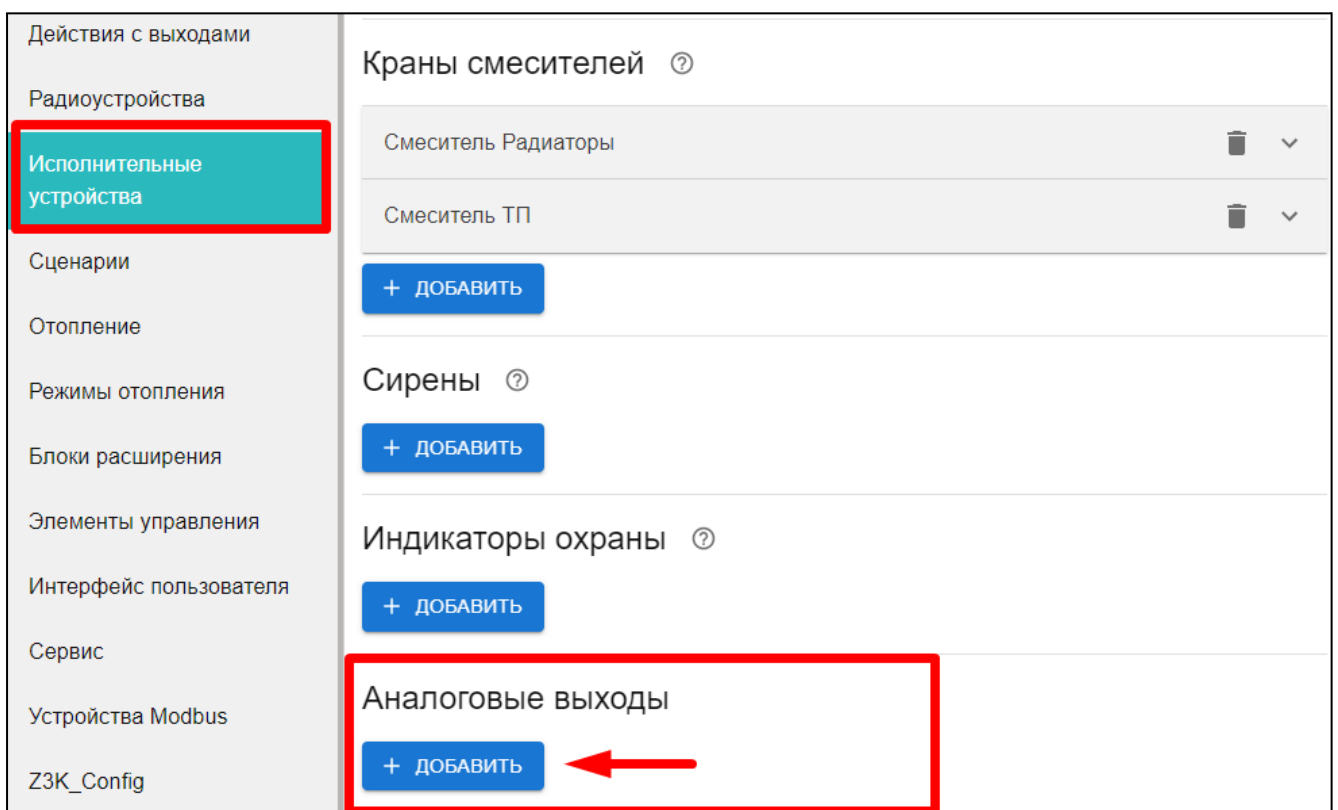 Действия с выходами
Радиоустройства
Исполнительные
устройства
Сценарии
Отопление
Режимы отопления
Блоки расширения
Элементы управления
Интерфейс пользователя
Сервис
Устройства Modbus
Z3K_Config
Краны смесителей ?
Смеситель Радиаторы
Смеситель ТП
+ ДОБАВИТЬ
Сирены ?
+ ДОБАВИТЬ
Индикаторы охраны ?
+ ДОБАВИТЬ
Аналоговые выходы
+ ДОБАВИТЬ